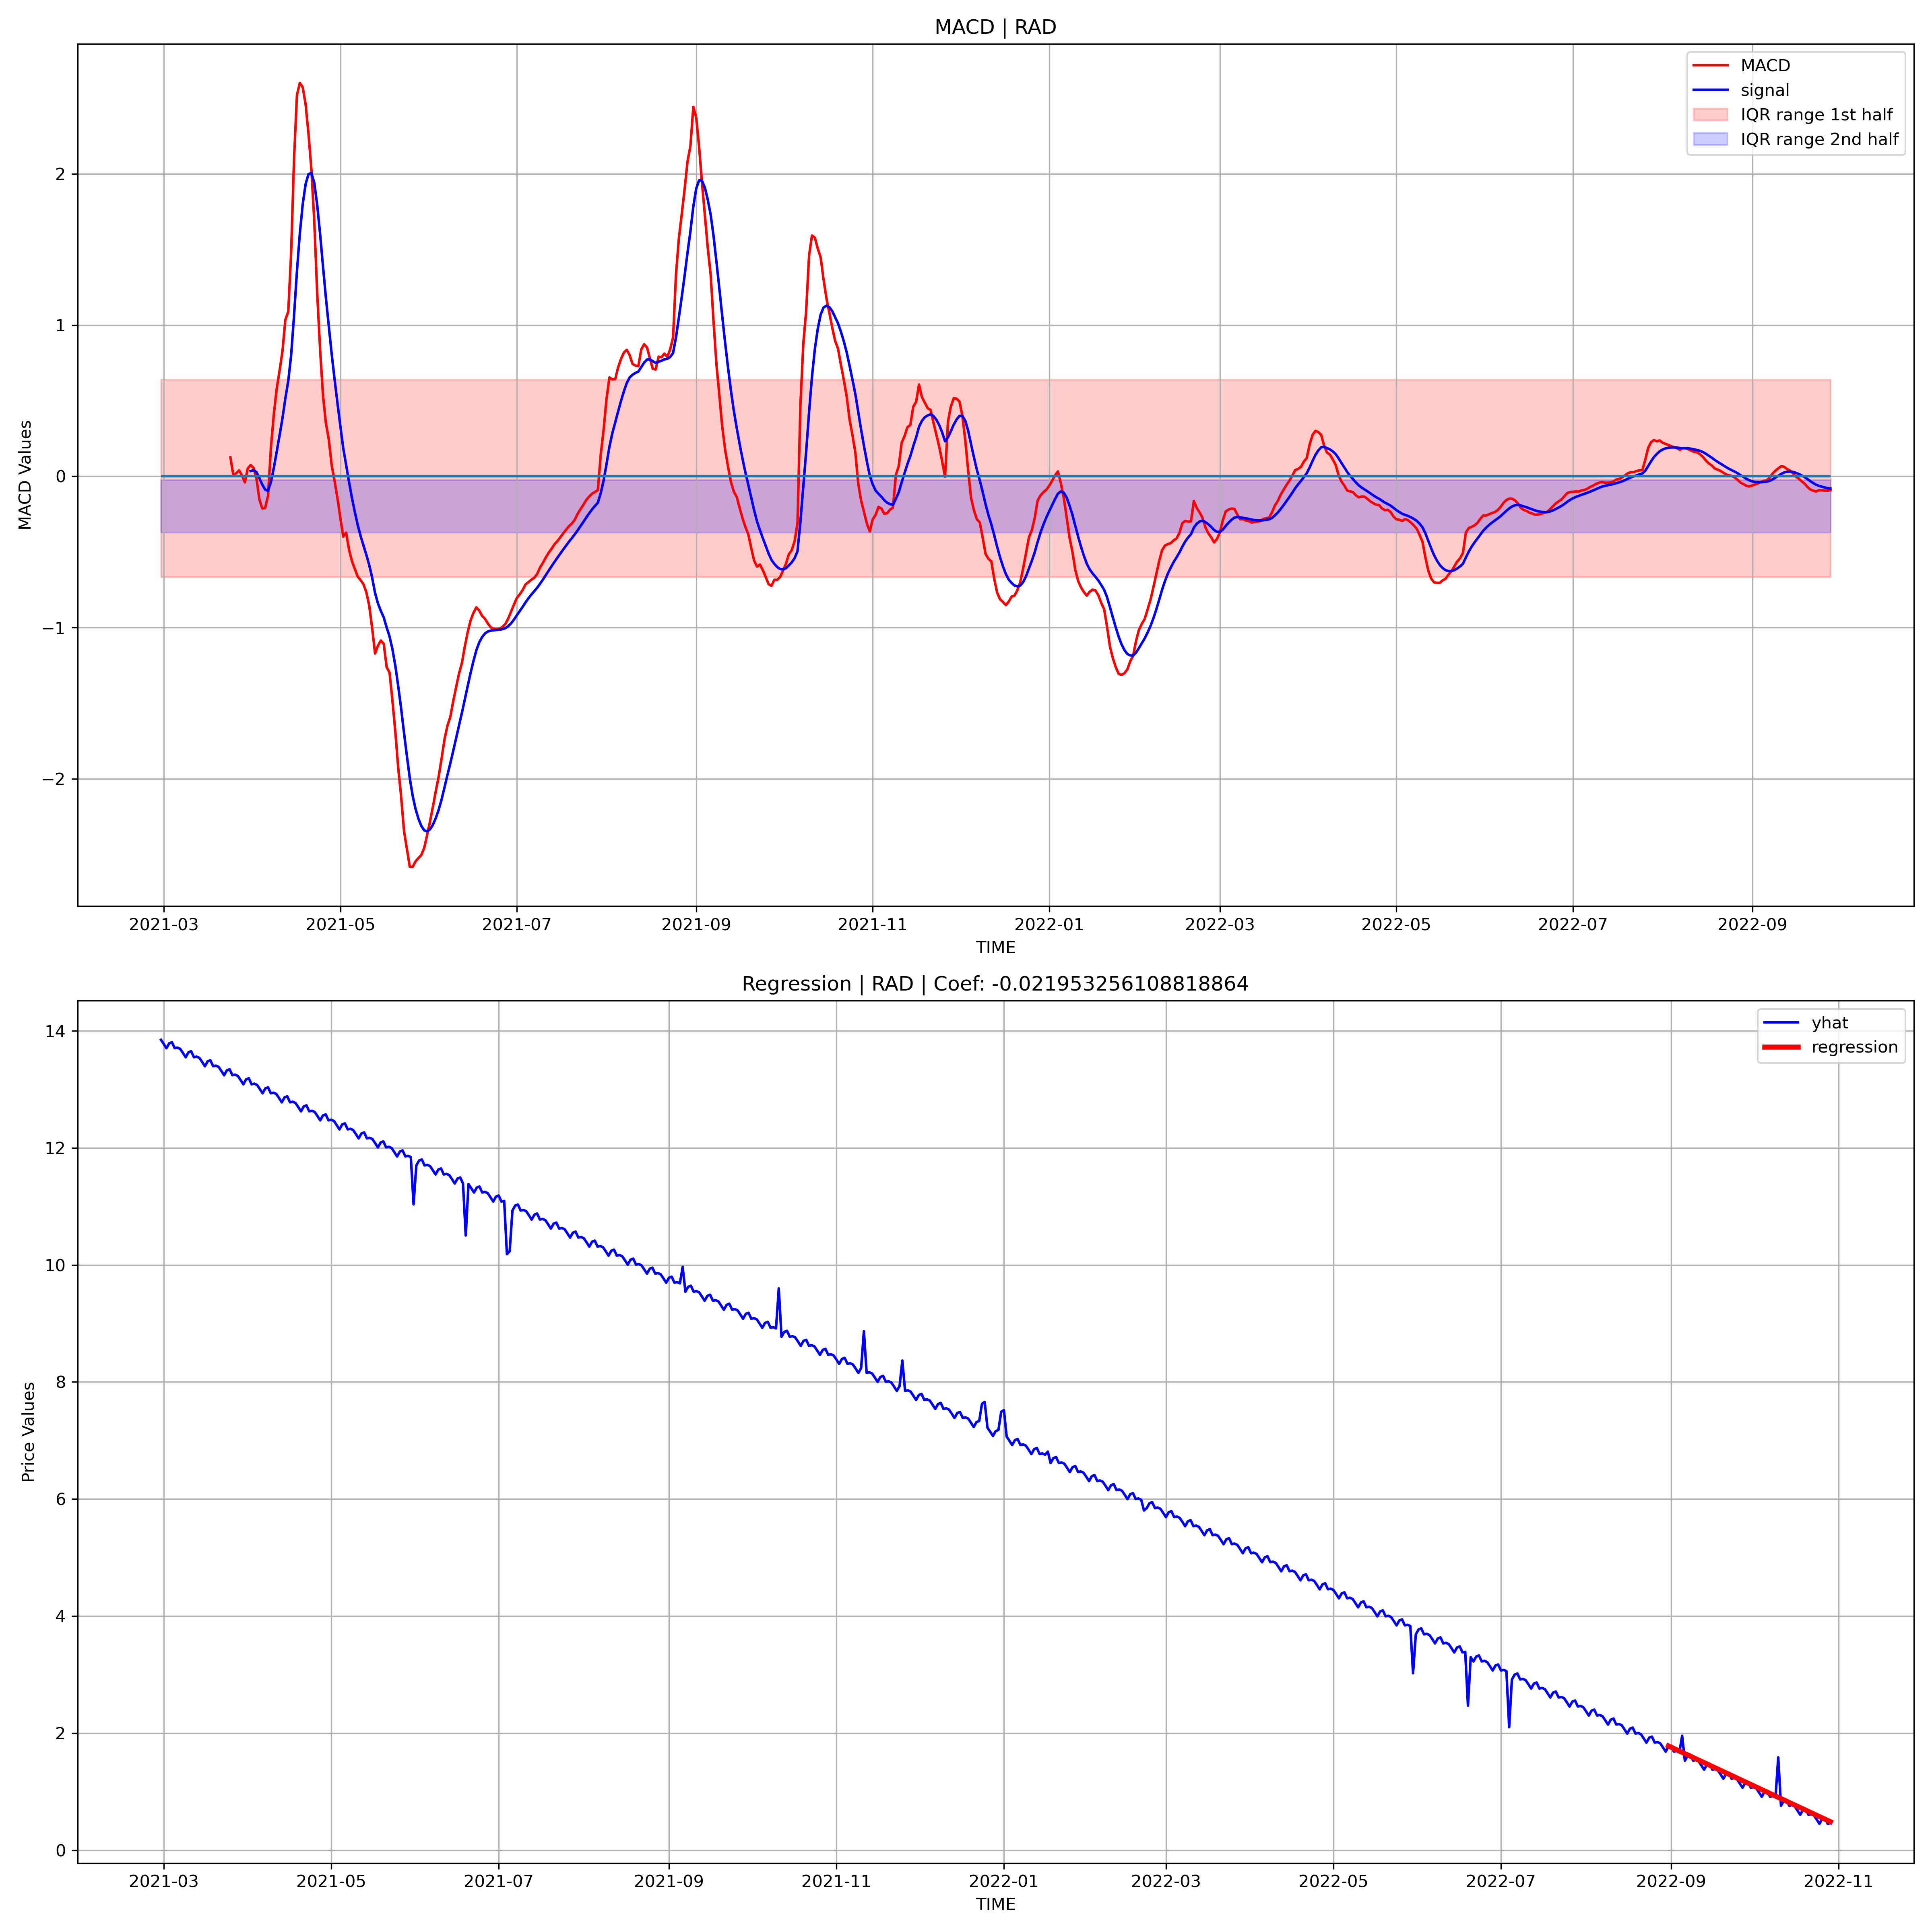 MACD | RAD
MACD
signal
IQR range 1st half
IQR range 2nd half
MACD Values
2
1
0
−1
−2
2021-03 2021-05 2021-07 2021-09 2021-11 2022-01 2022-03 2022-05 2022-07 2022-09
TIME
Regression | RAD | Coef: -0.021953256108818864
yhat
regression
Price Values
14
12
10
8
6
4
2
0
2021-03 2021-05 2021-07 2021-09 2021-11 2022-01 2022-03 2022-05 2022-07 2022-09 2022-11
TIME